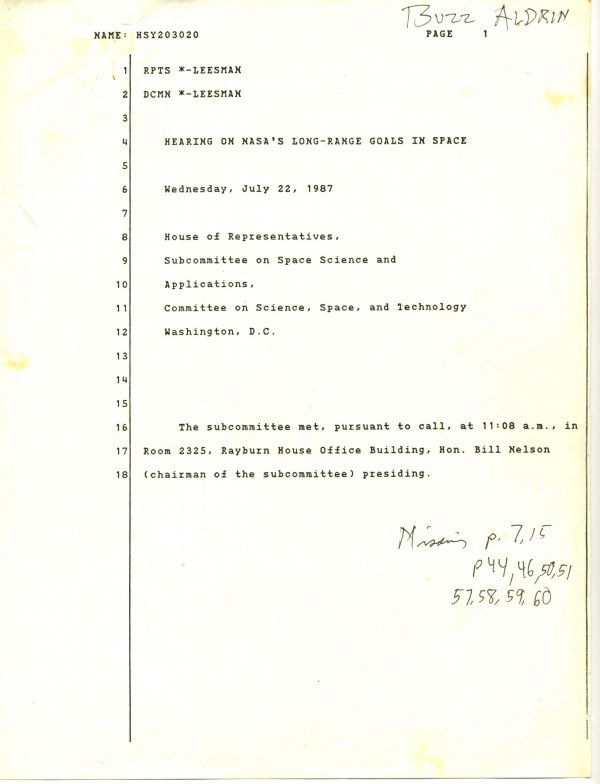 BUZZ ALDRIN
NAME: HSY203020 PAGE 1
1 RPTS *-LEESMAN
2 DCMN *-LEESMAN
3
4 HEARING ON NASA'S LONG-RANGE GOALS IN SPACE
5
6 Wednesday, July 22, 1987
7
8 House of Representatives,
9 Subcommittee on Space Science and
10 Applications,
11 Committee on Science, Space, and Technology
12 Washington, D.C.
13
14
15
16 The subcommittee met, pursuant to call, at 11:08 a.m., in
17 Room 2325, Rayburn House Office Building, Hon. Bill Nelson
18 (chairman of the subcommittee) presiding.
Missing p. 7,15
p44,46,50,51
57,58,59,60